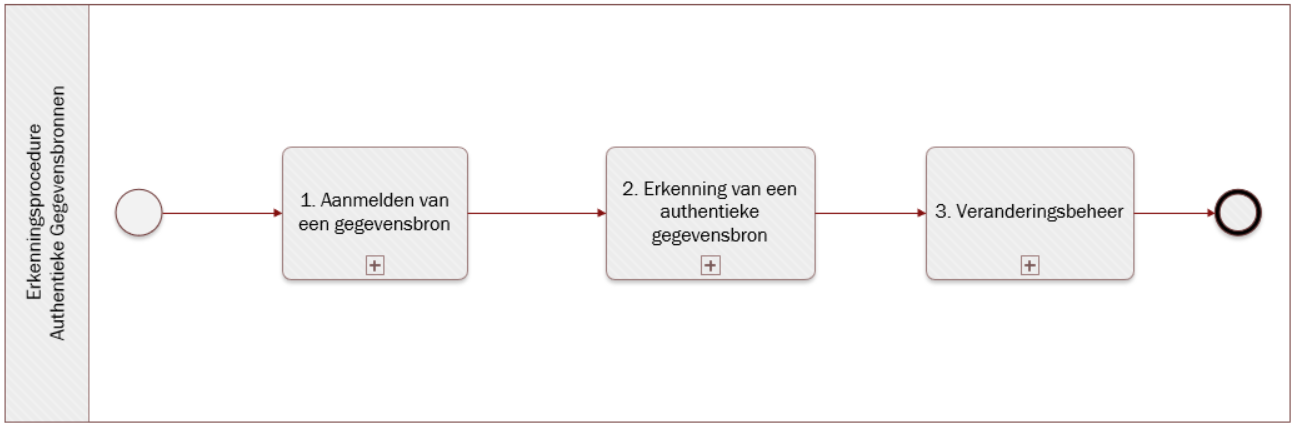 Erkenningsprocedure
Authentieke Gegevensbronnen
1. Aanmelden van
een gegevensbron
2. Erkenning van een
authentieke
gegevensbron
3. Veranderingsbeheer